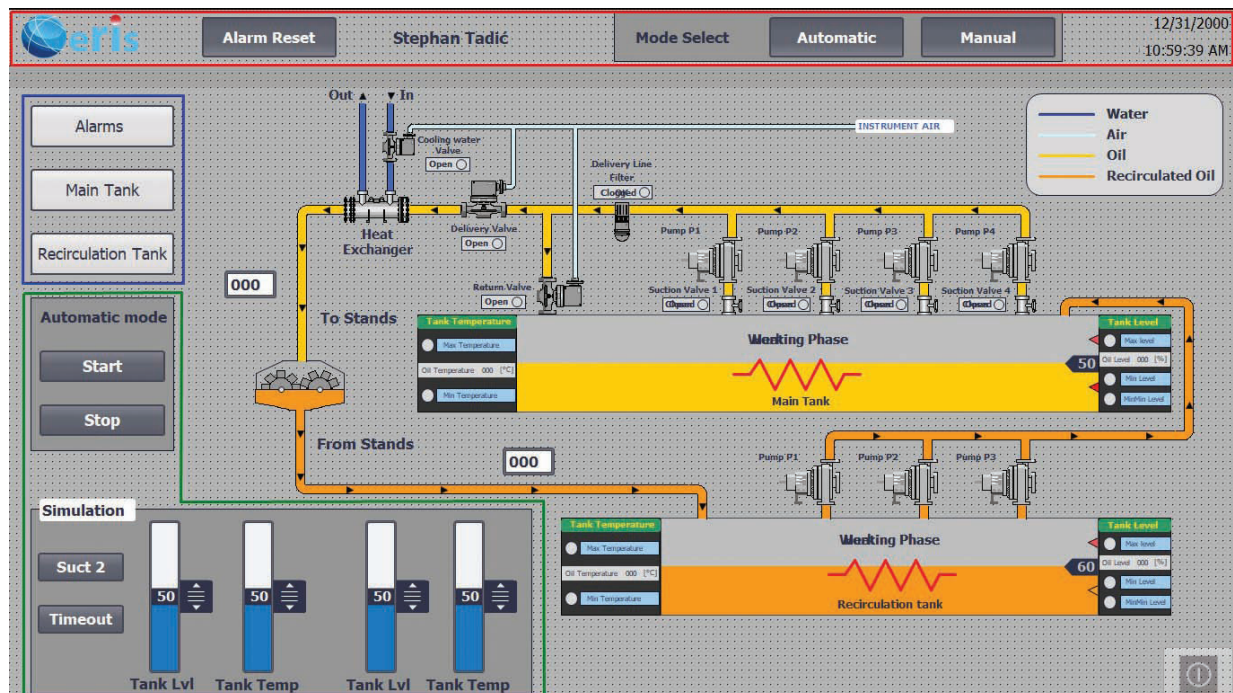 eris
Alarm Reset
Stephan Tadić
Mode Select
Automatic
Manual
12/31/2000
10:59:39 AM
Alarms
Main Tank
Recirculation Tank
Out
In
Cooling water
Valve
Open
INSTRUMENT AIR
Water
Air
Oil
Recirculated Oil
Delivery Line
Filter
Heat
Exchanger
Delivery Valve
Open
Pump P1
Pump P2
Pump P3
Pump P4
000
Return Valve
Open
Suction Valve 1
Suction Valve 2
Suction Valve 3
Suction Valve 4
Automatic mode
Start
Stop
To Stands
Tank Temperature
Max Temperature
Oil Temperature 000 [°C]
Min Temperature
Phase
Main Tank
50
Tank Level
Max level
Oil Level 000 [%]
Min Level
MinMin Level
From Stands
000
Pump P1
Pump P2
Pump P3
Tank Temperature
Max Temperature
Oil Temperature 000 [°C]
Min Temperature
Phase
Recirculation tank
60
Tank Level
Max level
Oil Level 000 [%]
Min Level
MinMin Level
Simulation
Suct 2
Timeout
50
50
50
50
Tank Lvl
Tank Temp
Tank Lvl
Tank Temp